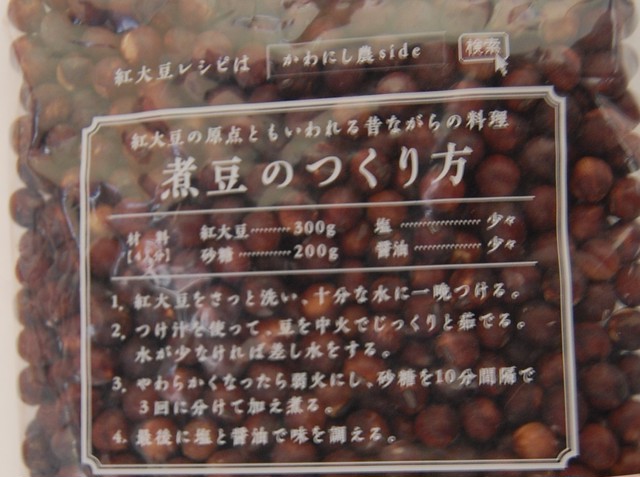 紅大豆レシピは かわにし農side 検索
紅大豆の原点ともいわれる昔ながらの料理
煮豆のつくり方
材料 紅大豆………300g 塩 ……………少々
【4人分】 砂糖…………200g 醤油……………少々
1. 紅大豆をさっと洗い、十分な水に一晩つける。
2. つけ汁を使って、豆を中火でじっくりと茹でる。
水が少なければ差し水をする。
3. やわらかくなったら弱火にし、砂糖を10分間隔で
3回に分けて加え煮る。
4. 最後に塩と醤油で味を調える。